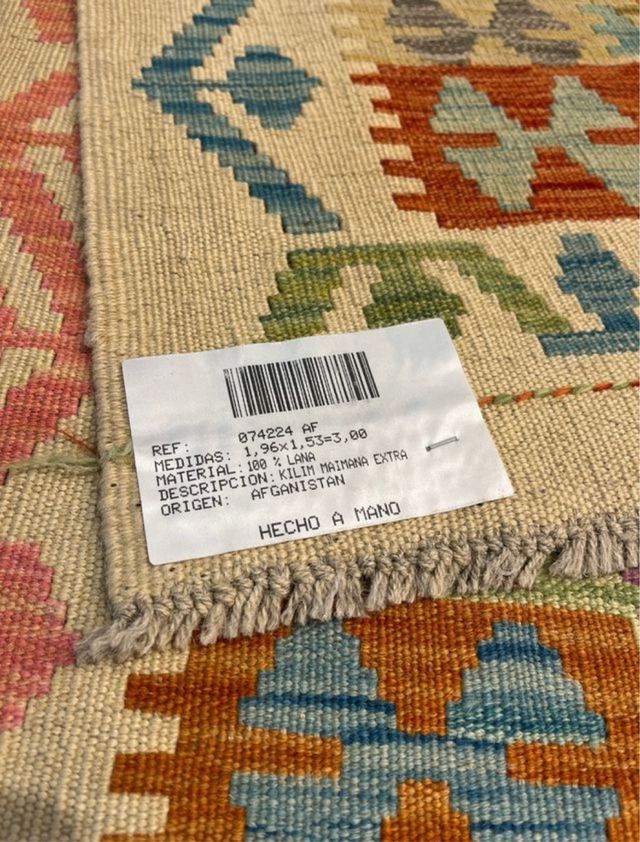 REF: 074224 AF
MEDIDAS: 1,96x1,53=3,00
MATERIAL: 100 % LANA
DESCRIPCION: KILIM MAIMANA EXTRA
ORIGEN: AFGANISTAN
HECHO A MANO